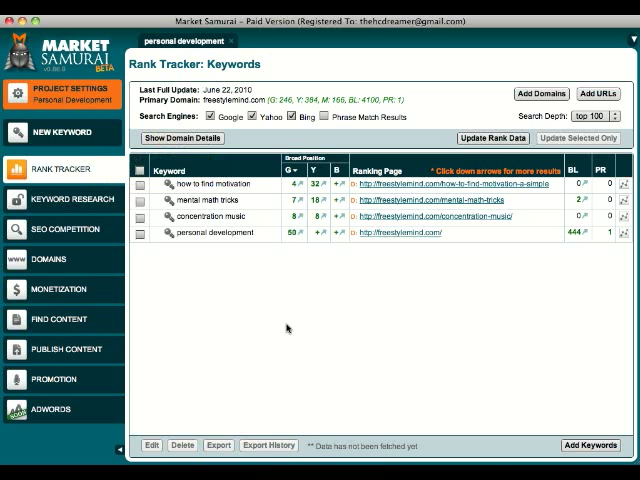 Market Samurai - Paid Version (Registered To: thehcdreamer@gmail.com)
MARKET
SAMURAI
BETA
personal development ×
PROJECT SETTINGS
Personal Development
NEW KEYWORD
RANK TRACKER
KEYWORD RESEARCH
SEO COMPETITION
www DOMAINS
MONETIZATION
FIND CONTENT
PUBLISH CONTENT
PROMOTION
ADWORDS
Rank Tracker: Keywords
Last Full Update: June 22, 2010
Primary Domain: freestylemind.com (G: 246, Y: 384, M: 166, BL: 4100, PR: 1)
Add Domains Add URLs
Search Engines: Google Yahoo Bing Phrase Match Results
Search Depth: top 100
Show Domain Details Update Rank Data Update Selected Only
Broad Position
Keyword G Y B Ranking Page * Click down arrows for more results BL PR
how to find motivation 4 32 + D: http://freestylemind.com/how-to-find-motivation-a-simple 0 0
mental math tricks 7 18 + D: http://freestylemind.com/mental-math-tricks 2 0
concentration music 8 8 + D: http://freestylemind.com/concentration-music/ 0 0
personal development 50 + + D: http://freestylemind.com/ 444 1
Edit Delete Export Export History ** Data has not been fetched yet Add Keywords